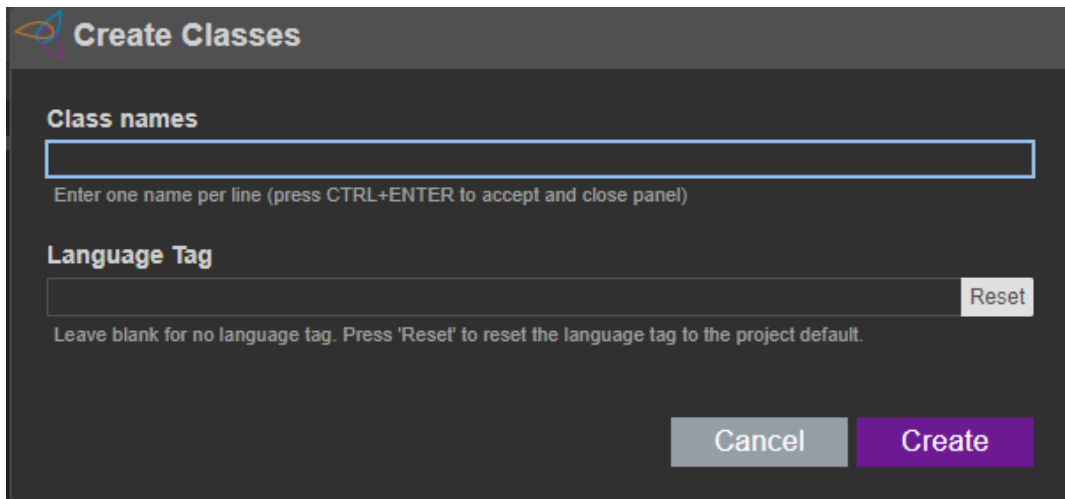 Create Classes
Class names
Enter one name per line (press CTRL+ENTER to accept and close panel)
Language Tag
Reset
Leave blank for no language tag. Press 'Reset' to reset the language tag to the project default.
Cancel
Create